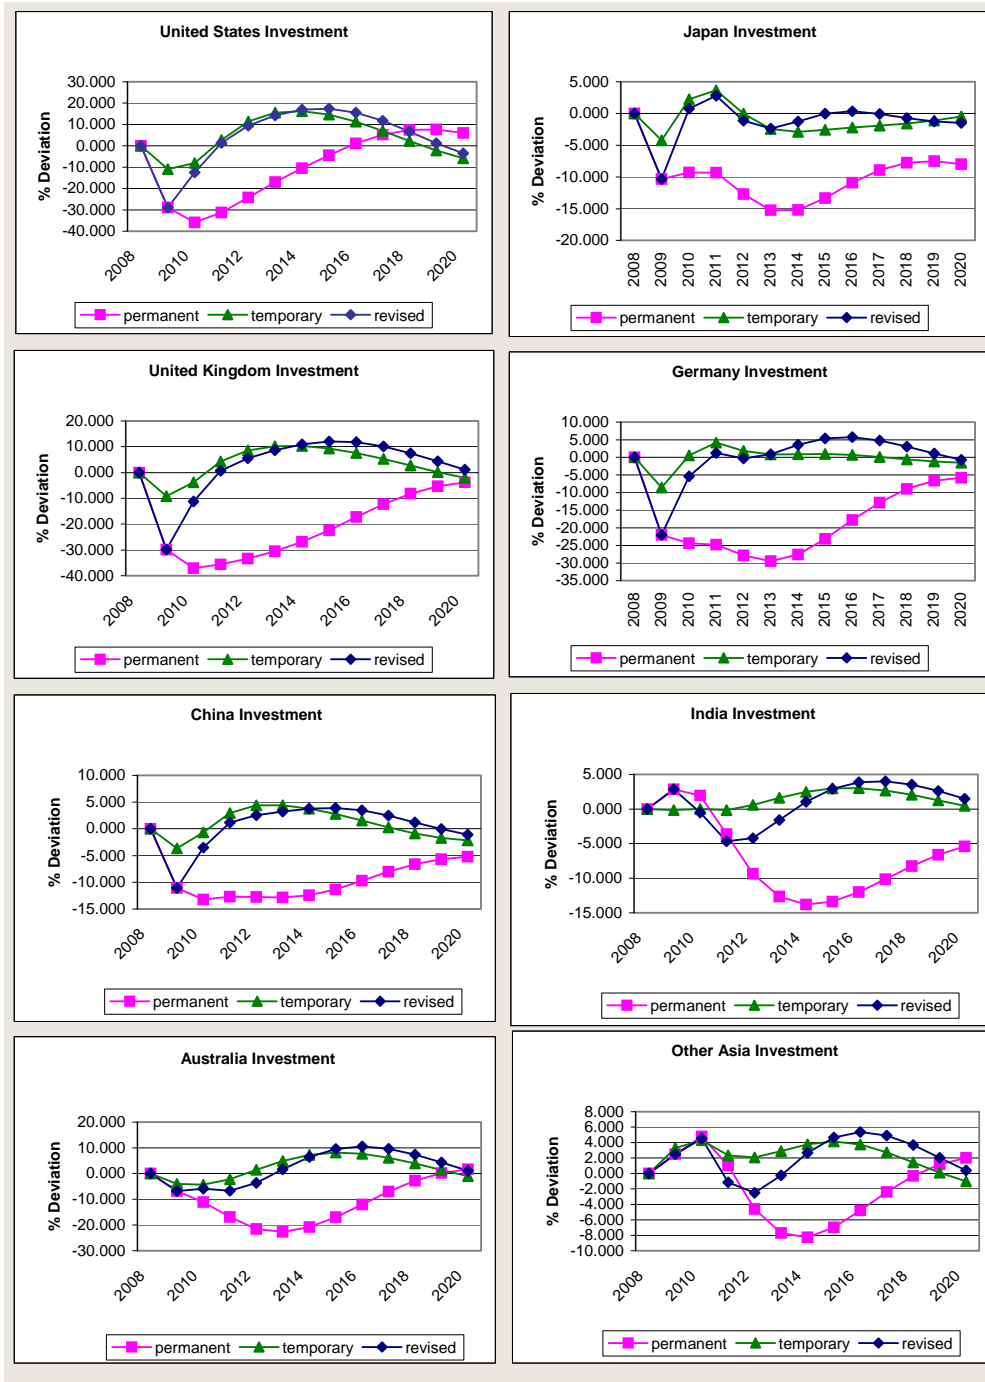 United States Investment
% Deviation
30.000
20.000
10.000
0.000
-10.000
-20.000
-30.000
-40.000
2008 2010 2012 2014 2016 2018 2020
permanent temporary revised
Japan Investment
% Deviation
5.000
0.000
-5.000
-10.000
-15.000
-20.000
2008 2009 2010 2011 2012 2013 2014 2015 2016 2017 2018 2019 2020
permanent temporary revised
United Kingdom Investment
% Deviation
20.000
10.000
0.000
-10.000
-20.000
-30.000
-40.000
2008 2010 2012 2014 2016 2018 2020
permanent temporary revised
Germany Investment
% Deviation
10.000
5.000
0.000
-5.000
-10.000
-15.000
-20.000
-25.000
-30.000
-35.000
2008 2009 2010 2011 2012 2013 2014 2015 2016 2017 2018 2019 2020
permanent temporary revised
China Investment
% Deviation
10.000
5.000
0.000
-5.000
-10.000
-15.000
2008 2010 2012 2014 2016 2018 2020
permanent temporary revised
India Investment
% Deviation
5.000
0.000
-5.000
-10.000
-15.000
2008 2010 2012 2014 2016 2018 2020
permanent temporary revised
Australia Investment
% Deviation
20.000
10.000
0.000
-10.000
-20.000
-30.000
2008 2010 2012 2014 2016 2018 2020
permanent temporary revised
Other Asia Investment
% Deviation
8.000
6.000
4.000
2.000
0.000
-2.000
-4.000
-6.000
-8.000
-10.000
2008 2010 2012 2014 2016 2018 2020
permanent temporary revised